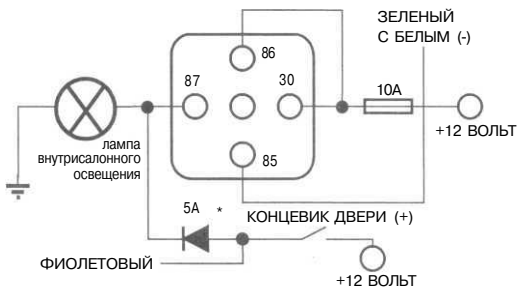 ЗЕЛЕНЫЙ
С БЕЛЫМ (-)
86
87
30
10А
+12 ВОЛЬТ
лампа
внутрисалонного
освещения
85
5А *
КОНЦЕВИК ДВЕРИ (+)
ФИОЛЕТОВЫЙ
+12 ВОЛЬТ